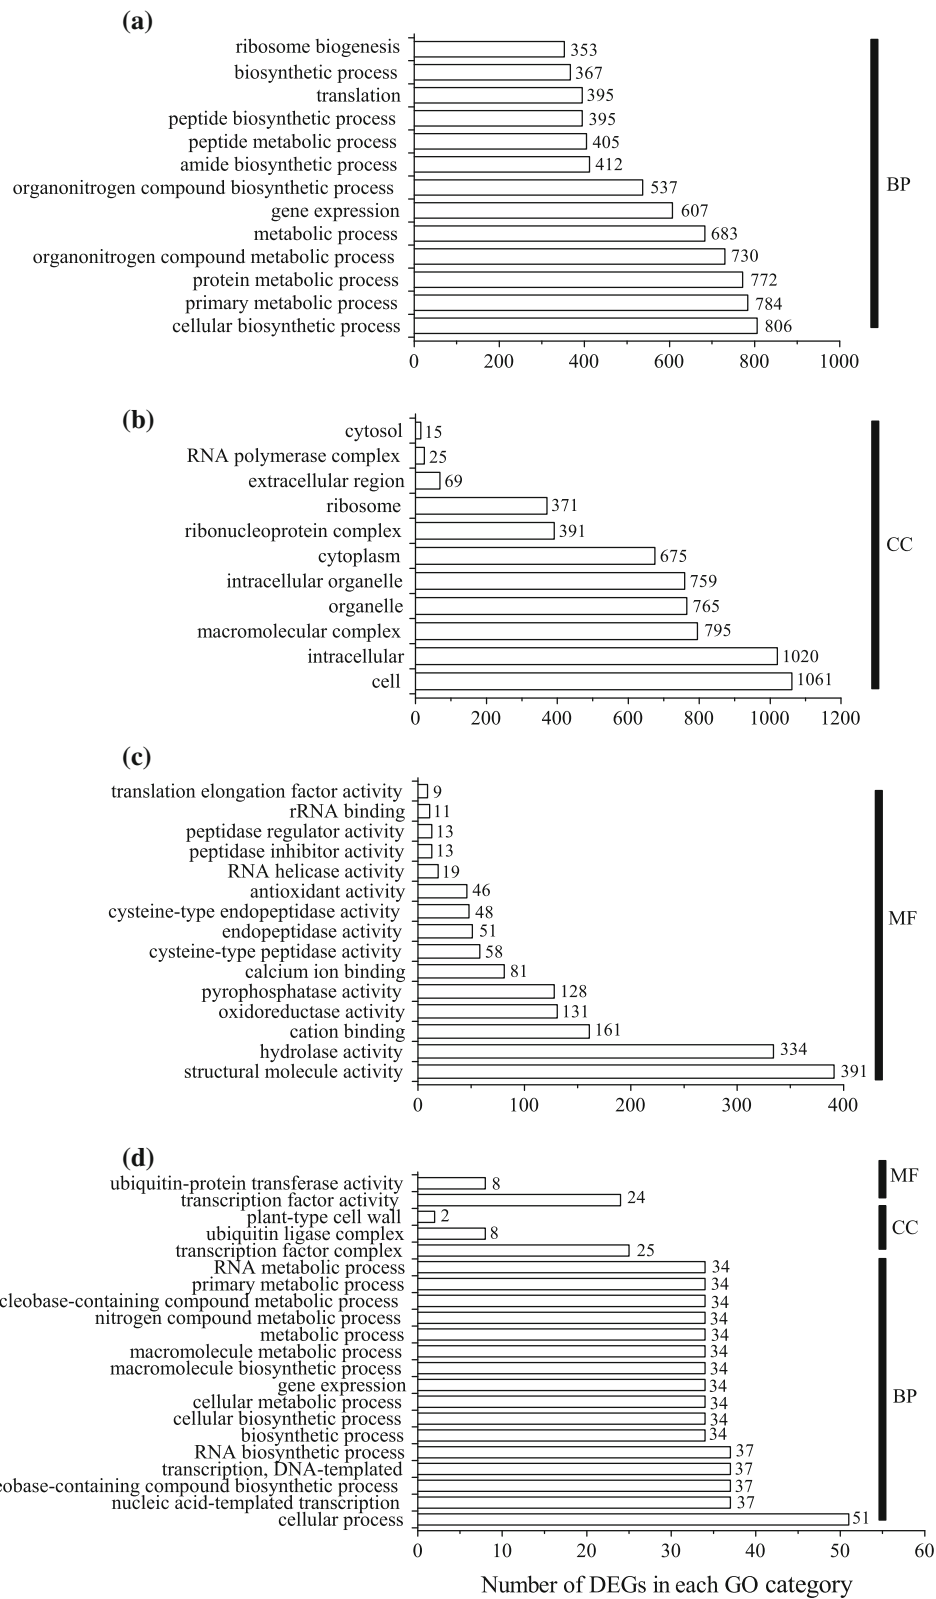 (a)
ribosome biogenesis 353
biosynthetic process 367
translation 395
peptide biosynthetic process 395
peptide metabolic process 405
amide biosynthetic process 412
organonitrogen compound biosynthetic process 537
BP
gene expression 607
metabolic process 683
organonitrogen compound metabolic process 730
protein metabolic process 772
primary metabolic process 784
cellular biosynthetic process 806
0 200 400 600 800 1000
(b)
cytosol 15
RNA polymerase complex 25
extracellular region 69
ribosome 371
ribonucleoprotein complex 391
CC
cytoplasm 675
intracellular organelle 759
organelle 765
macromolecular complex 795
intracellular 1020
cell 1061
0 200 400 600 800 1000 1200
(c)
translation elongation factor activity 9
rRNA binding 11
peptidase regulator activity 13
peptidase inhibitor activity 13
RNA helicase activity 19
antioxidant activity 46
cysteine-type endopeptidase activity 48
MF
endopeptidase activity 51
cysteine-type peptidase activity 58
calcium ion binding 81
pyrophosphatase activity 128
oxidoreductase activity 131
cation binding 161
hydrolase activity 334
structural molecule activity 391
0 100 200 300 400
(d)
MF
ubiquitin-protein transferase activity 8
transcription factor activity 24
plant-type cell wall 2
CC
ubiquitin ligase complex 8
transcription factor complex 25
RNA metabolic process 34
primary metabolic process 34
cleobase-containing compound metabolic process 34
nitrogen compound metabolic process 34
metabolic process 34
macromolecule metabolic process 34
macromolecule biosynthetic process 34
gene expression 34
BP
cellular metabolic process 34
cellular biosynthetic process 34
biosynthetic process 34
RNA biosynthetic process 37
transcription, DNA-templated 37
eobase-containing compound biosynthetic process 37
nucleic acid-templated transcription 37
cellular process 51
0 10 20 30 40 50 60
Number of DEGs in each GO category